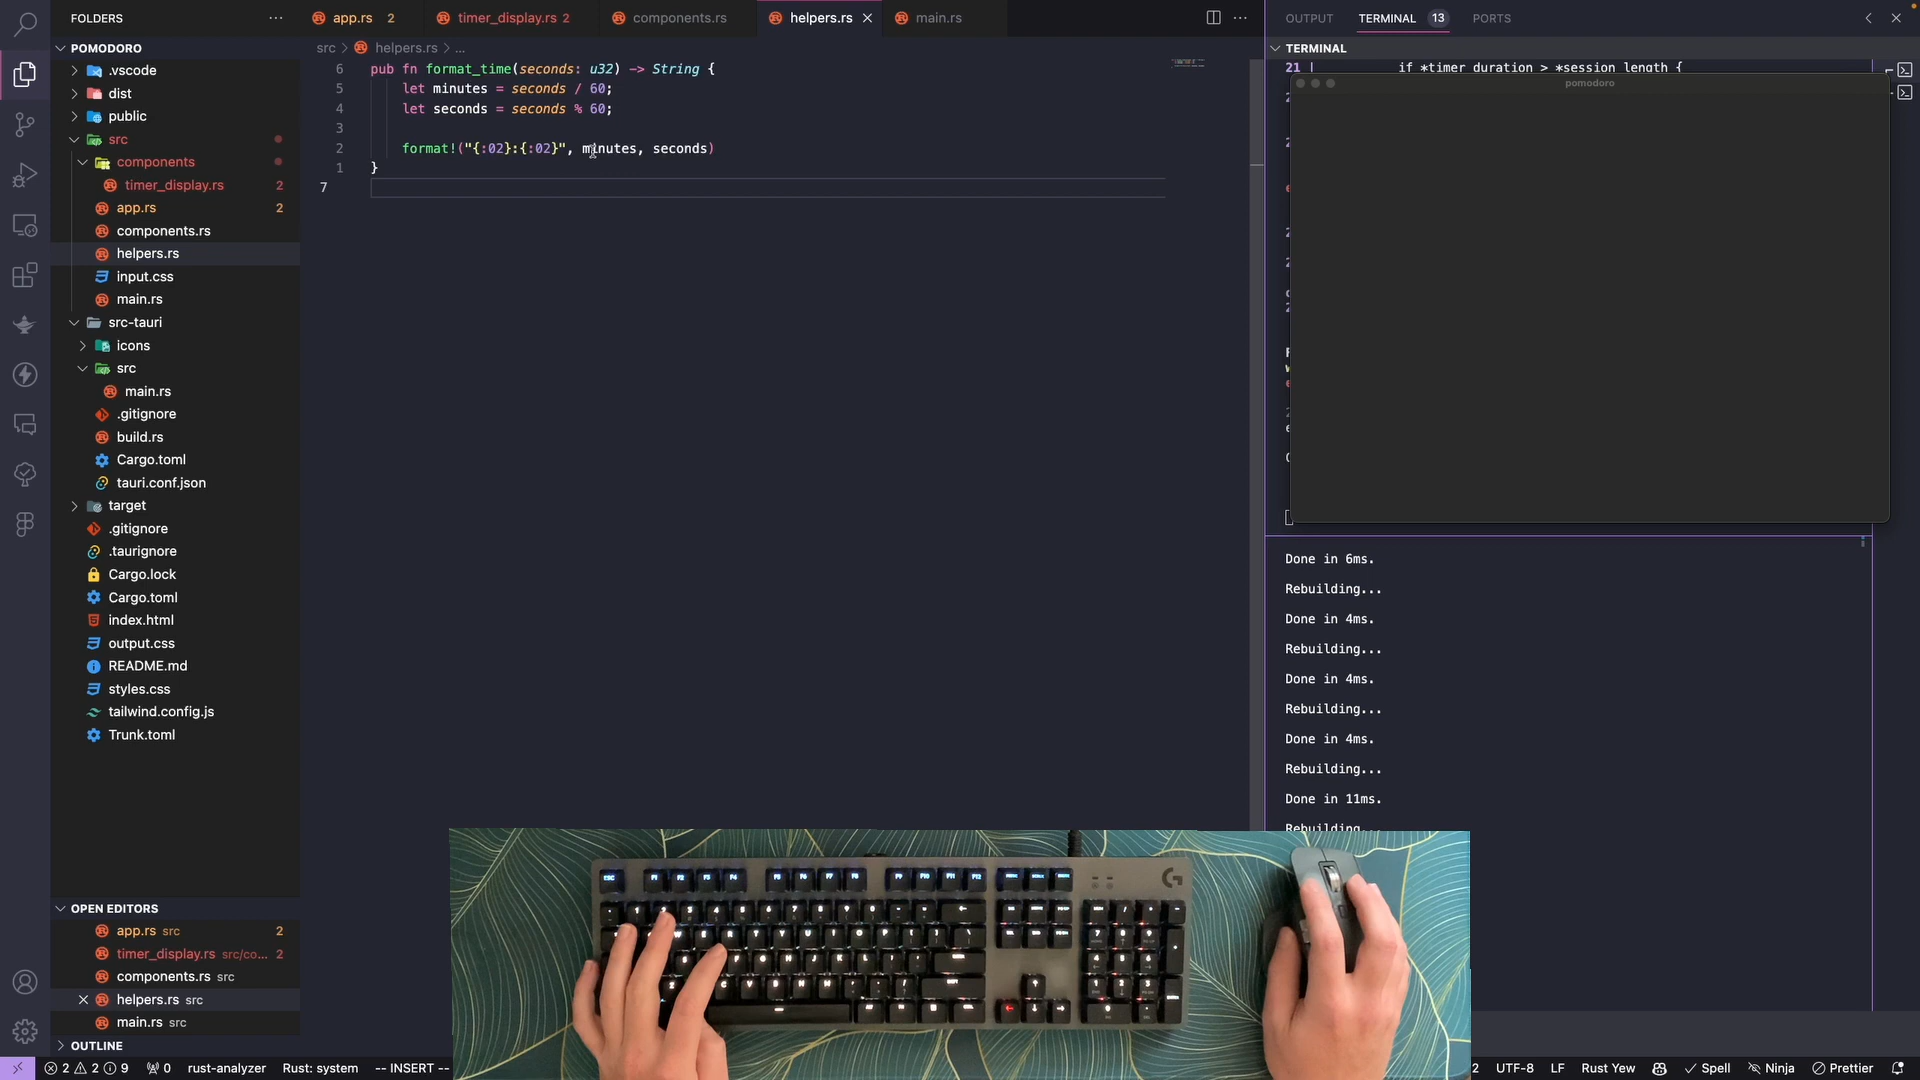 FOLDERS
POMODORO
.vscode
dist
public
src
components
timer_display.rs 2
app.rs 2
components.rs
helpers.rs
input.css
main.rs
src-tauri
icons
src
main.rs
.gitignore
build.rs
Cargo.toml
tauri.conf.json
target
.gitignore
.taurignore
Cargo.lock
Cargo.toml
index.html
output.css
README.md
styles.css
tailwind.config.js
Trunk.toml
OPEN EDITORS
app.rs src 2
timer_display.rs src/co... 2
components.rs src
helpers.rs src
main.rs src
OUTLINE
app.rs 2 timer_display.rs 2 components.rs helpers.rs main.rs
src > helpers.rs > ...
6 pub fn format_time(seconds: u32) -> String {
5 let minutes = seconds / 60;
4 let seconds = seconds % 60;
3
2 format!("{:02}:{:02}", minutes, seconds)
1 }
7
OUTPUT TERMINAL 13 PORTS
TERMINAL
21 | if *timer_duration > *session_length {
pomodoro
Done in 6ms.
Rebuilding...
Done in 4ms.
Rebuilding...
Done in 4ms.
Rebuilding...
Done in 4ms.
Rebuilding...
Done in 11ms.
Rebuilding...
2 2 9 0 rust-analyzer Rust: system -- INSERT -- 2 UTF-8 LF Rust Yew Spell Ninja Prettier